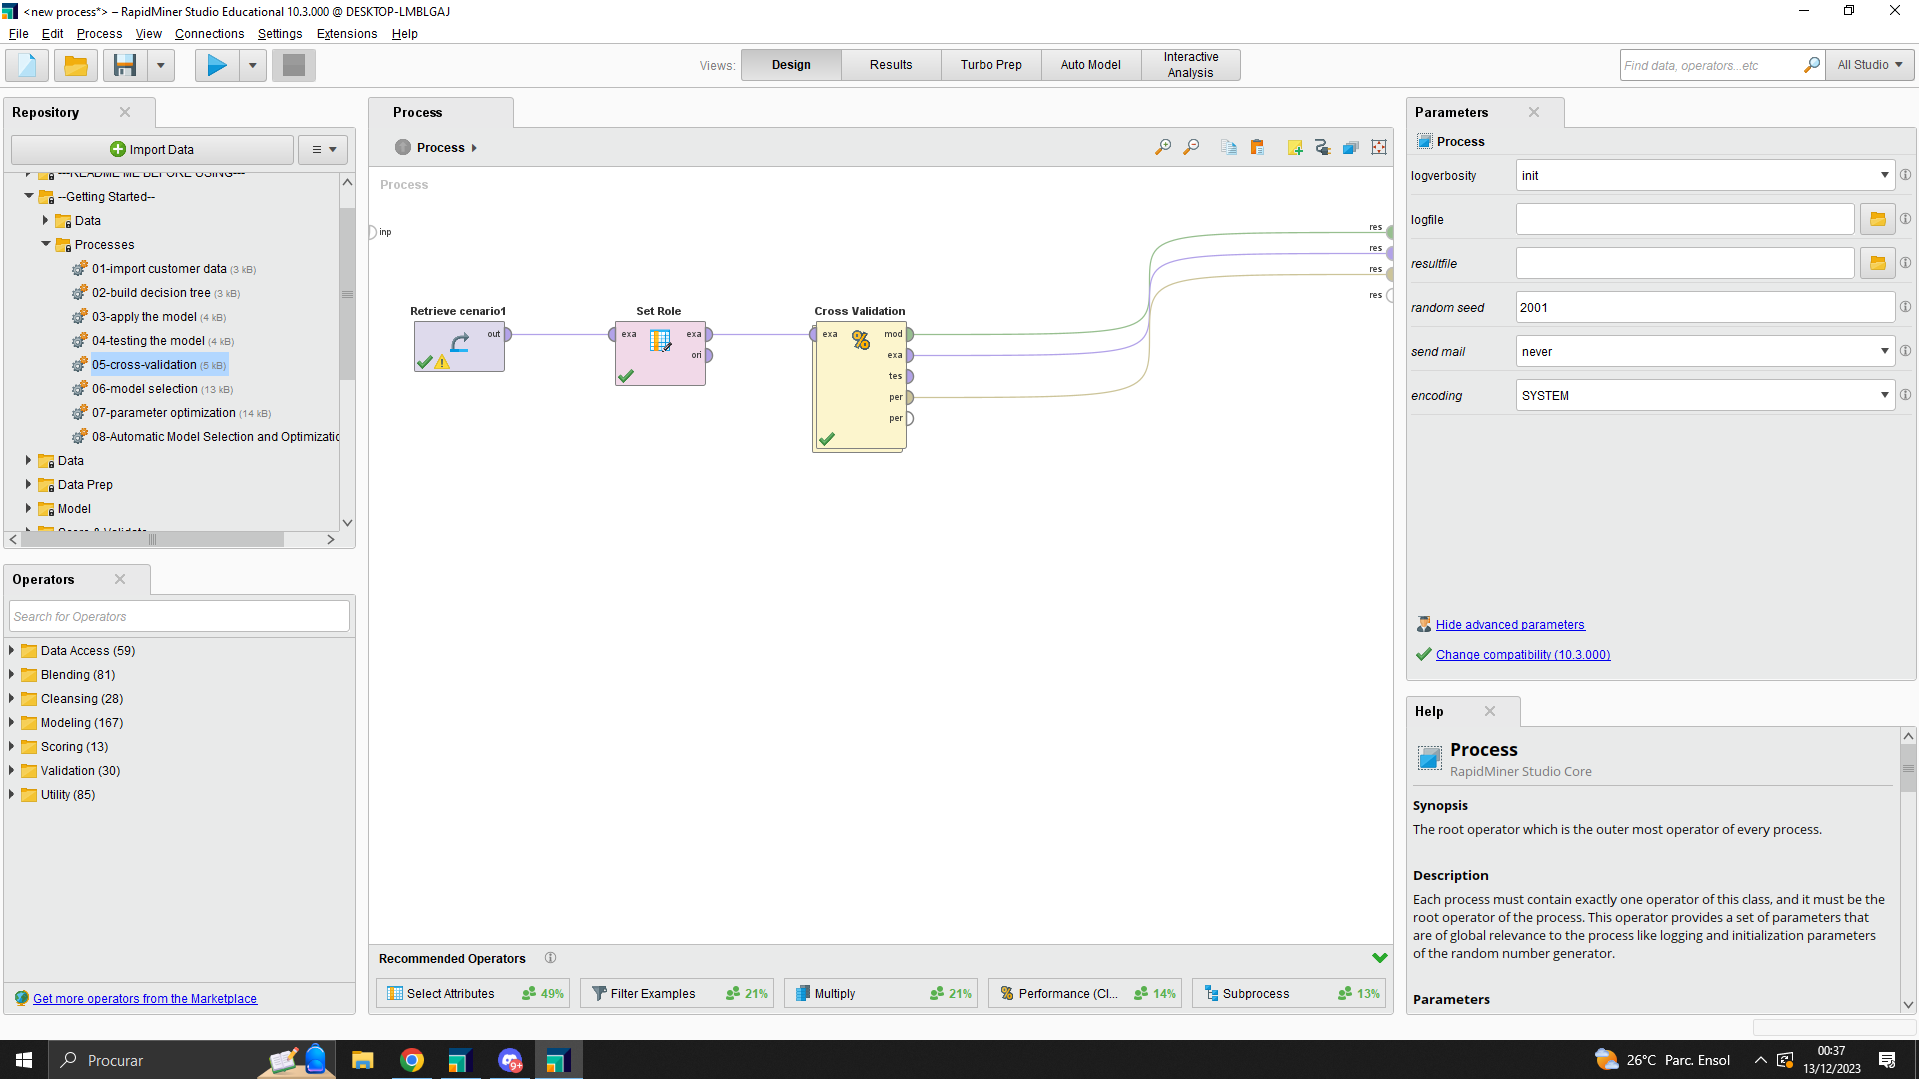 <new process*> – RapidMiner Studio Educational 10.3.000 @ DESKTOP-LMBLGAJ
File Edit Process View Connections Settings Extensions Help
Views: Design Results Turbo Prep Auto Model Interactive Analysis
Find data, operators...etc
All Studio
Repository
Import Data
---README ME BEFORE USING---
--Getting Started--
Data
Processes
01-import customer data (3 kB)
02-build decision tree (3 kB)
03-apply the model (4 kB)
04-testing the model (4 kB)
05-cross-validation (5 kB)
06-model selection (13 kB)
07-parameter optimization (14 kB)
08-Automatic Model Selection and Optimizatic
Data
Data Prep
Model
Operators
Search for Operators
Data Access (59)
Blending (81)
Cleansing (28)
Modeling (167)
Scoring (13)
Validation (30)
Utility (85)
Get more operators from the Marketplace
Process
Process
Process
inp
res
res
res
res
Retrieve cenario1
out
Set Role
exa exa
ori
Cross Validation
exa mod
exa
tes
per
per
Recommended Operators
Select Attributes 49%
Filter Examples 21%
Multiply 21%
Performance (Cl... 14%
Subprocess 13%
Parameters
Process
logverbosity init
logfile
resultfile
random seed 2001
send mail never
encoding SYSTEM
Hide advanced parameters
Change compatibility (10.3.000)
Help
Process
RapidMiner Studio Core
Synopsis
The root operator which is the outer most operator of every process.
Description
Each process must contain exactly one operator of this class, and it must be the
root operator of the process. This operator provides a set of parameters that
are of global relevance to the process like logging and initialization parameters
of the random number generator.
Parameters
Procurar
9+
26°C Parc. Ensol
00:37
13/12/2023